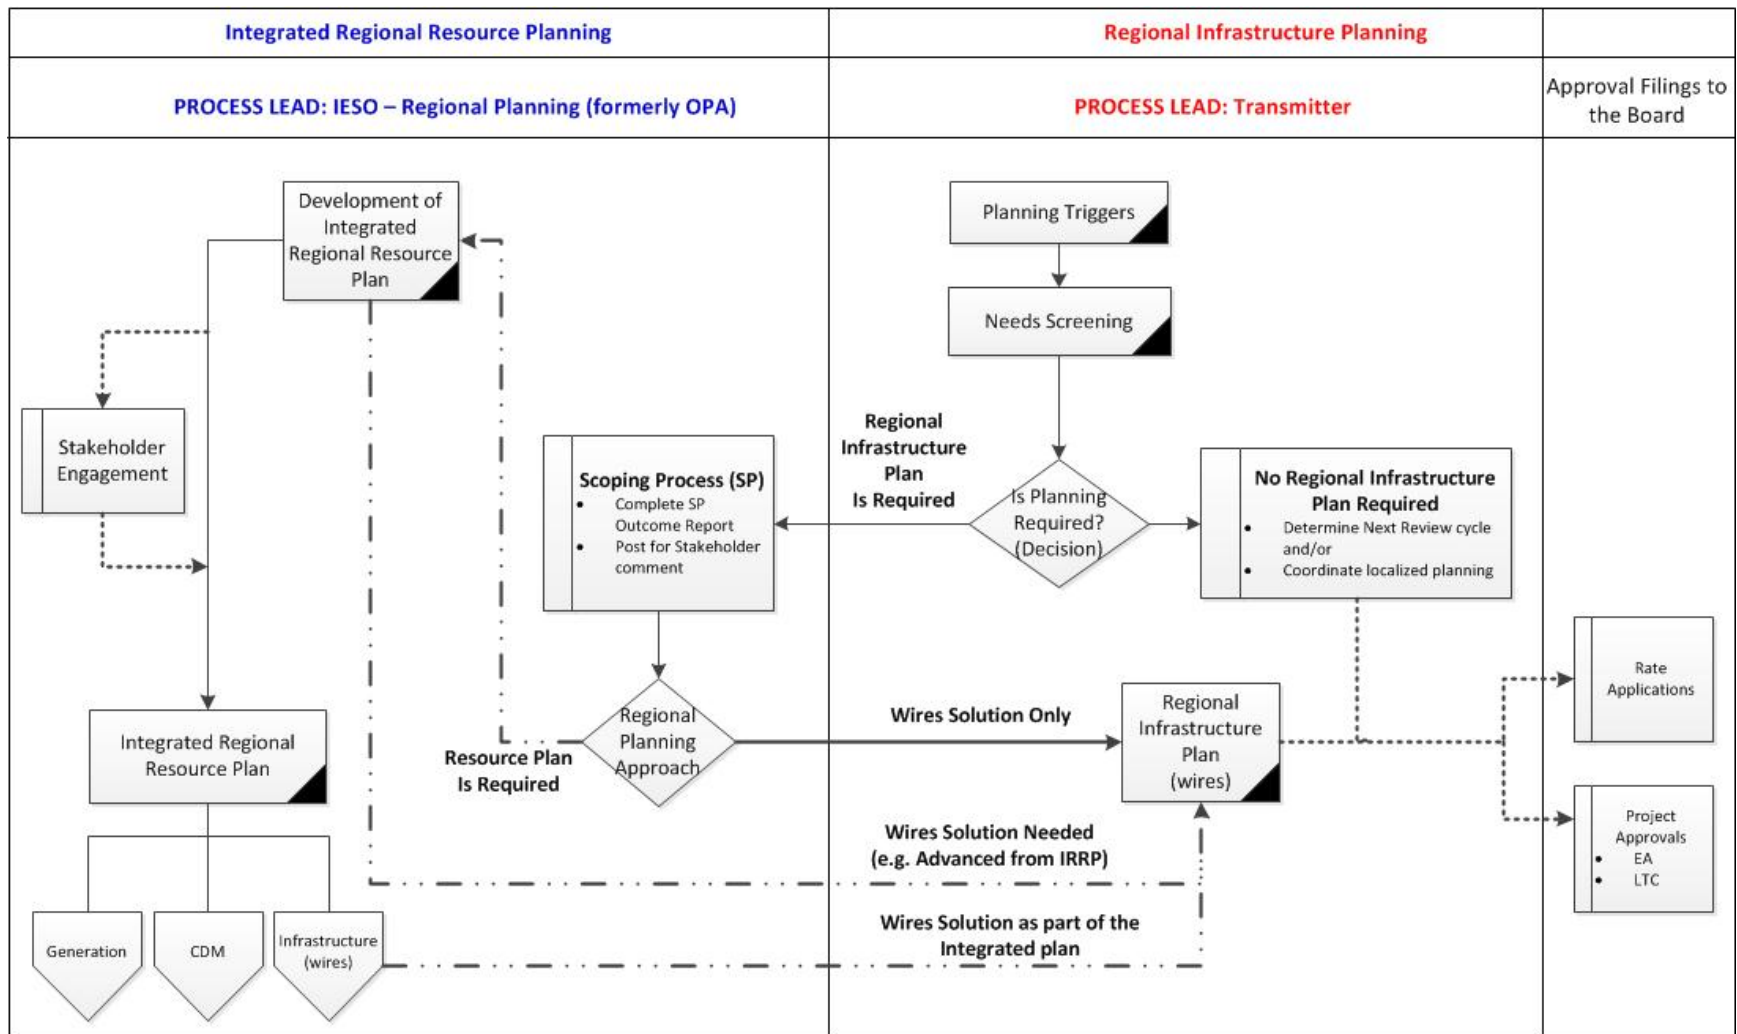 Integrated Regional Resource Planning
Regional Infrastructure Planning
PROCESS LEAD: IESO – Regional Planning (formerly OPA)
PROCESS LEAD: Transmitter
Approval Filings to
the Board
Development of
Integrated
Regional Resource
Plan
Planning Triggers
Needs Screening
Stakeholder
Engagement
Scoping Process (SP)
• Complete SP
Outcome Report
• Post for Stakeholder
comment
Regional
Infrastructure
Plan
Is Required
Is Planning
Required?
(Decision)
No Regional Infrastructure
Plan Required
• Determine Next Review cycle
and/or
• Coordinate localized planning
Rate
Applications
Integrated Regional
Resource Plan
Resource Plan
Is Required
Regional
Planning
Approach
Wires Solution Only
Regional
Infrastructure
Plan
(wires)
Project
Approvals
• EA
• LTC
Wires Solution Needed
(e.g. Advanced from IRRP)
Wires Solution as part of the
Integrated plan
Generation
CDM
Infrastructure
(wires)